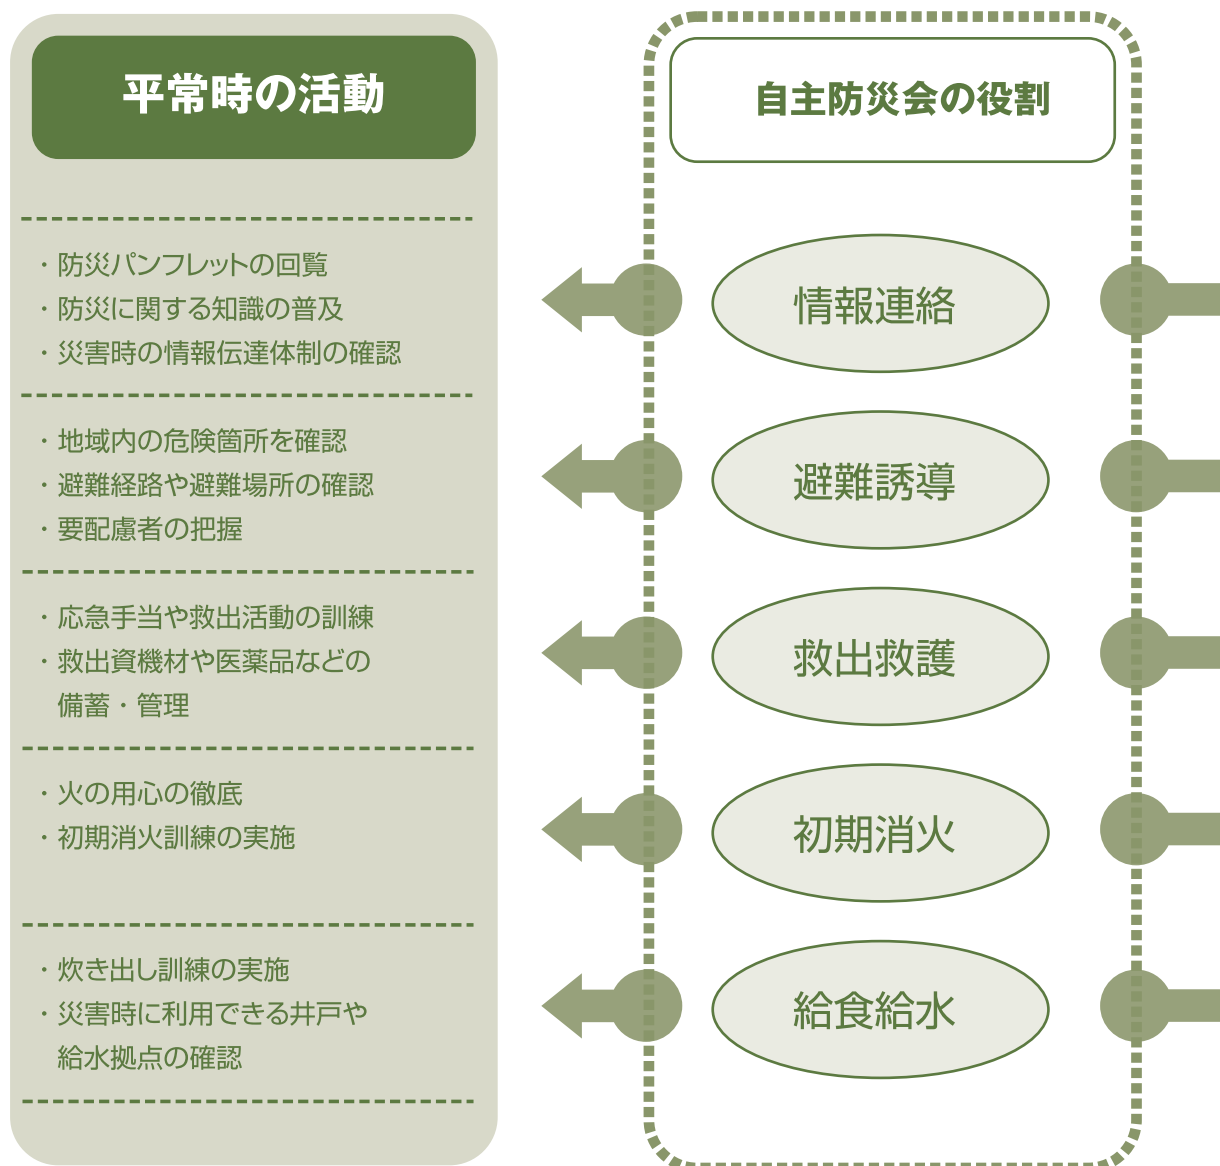 平常時の活動
・防災パンフレットの回覧
・防災に関する知識の普及
・災害時の情報伝達体制の確認
・地域内の危険箇所を確認
・避難経路や避難場所の確認
・要配慮者の把握
・応急手当や救出活動の訓練
・救出資機材や医薬品などの
備蓄・管理
・火の用心の徹底
・初期消火訓練の実施
・炊き出し訓練の実施
・災害時に利用できる井戸や
給水拠点の確認
自主防災会の役割
情報連絡
避難誘導
救出救護
初期消火
給食給水